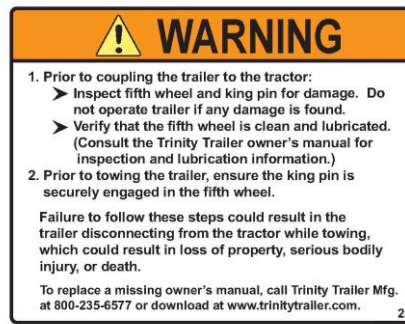 WARNING
1. Prior to coupling the trailer to the tractor:
➤ Inspect fifth wheel and king pin for damage. Do
not operate trailer if any damage is found.
➤ Verify that the fifth wheel is clean and lubricated.
(Consult the Trinity Trailer owner's manual for
inspection and lubrication information.)
2. Prior to towing the trailer, ensure the king pin is
securely engaged in the fifth wheel.
Failure to follow these steps could result in the
trailer disconnecting from the tractor while towing,
which could result in loss of property, serious bodily
injury, or death.
To replace a missing owner's manual, call Trinity Trailer Mfg.
at 800-235-6577 or download at www.trinitytrailer.com.
2